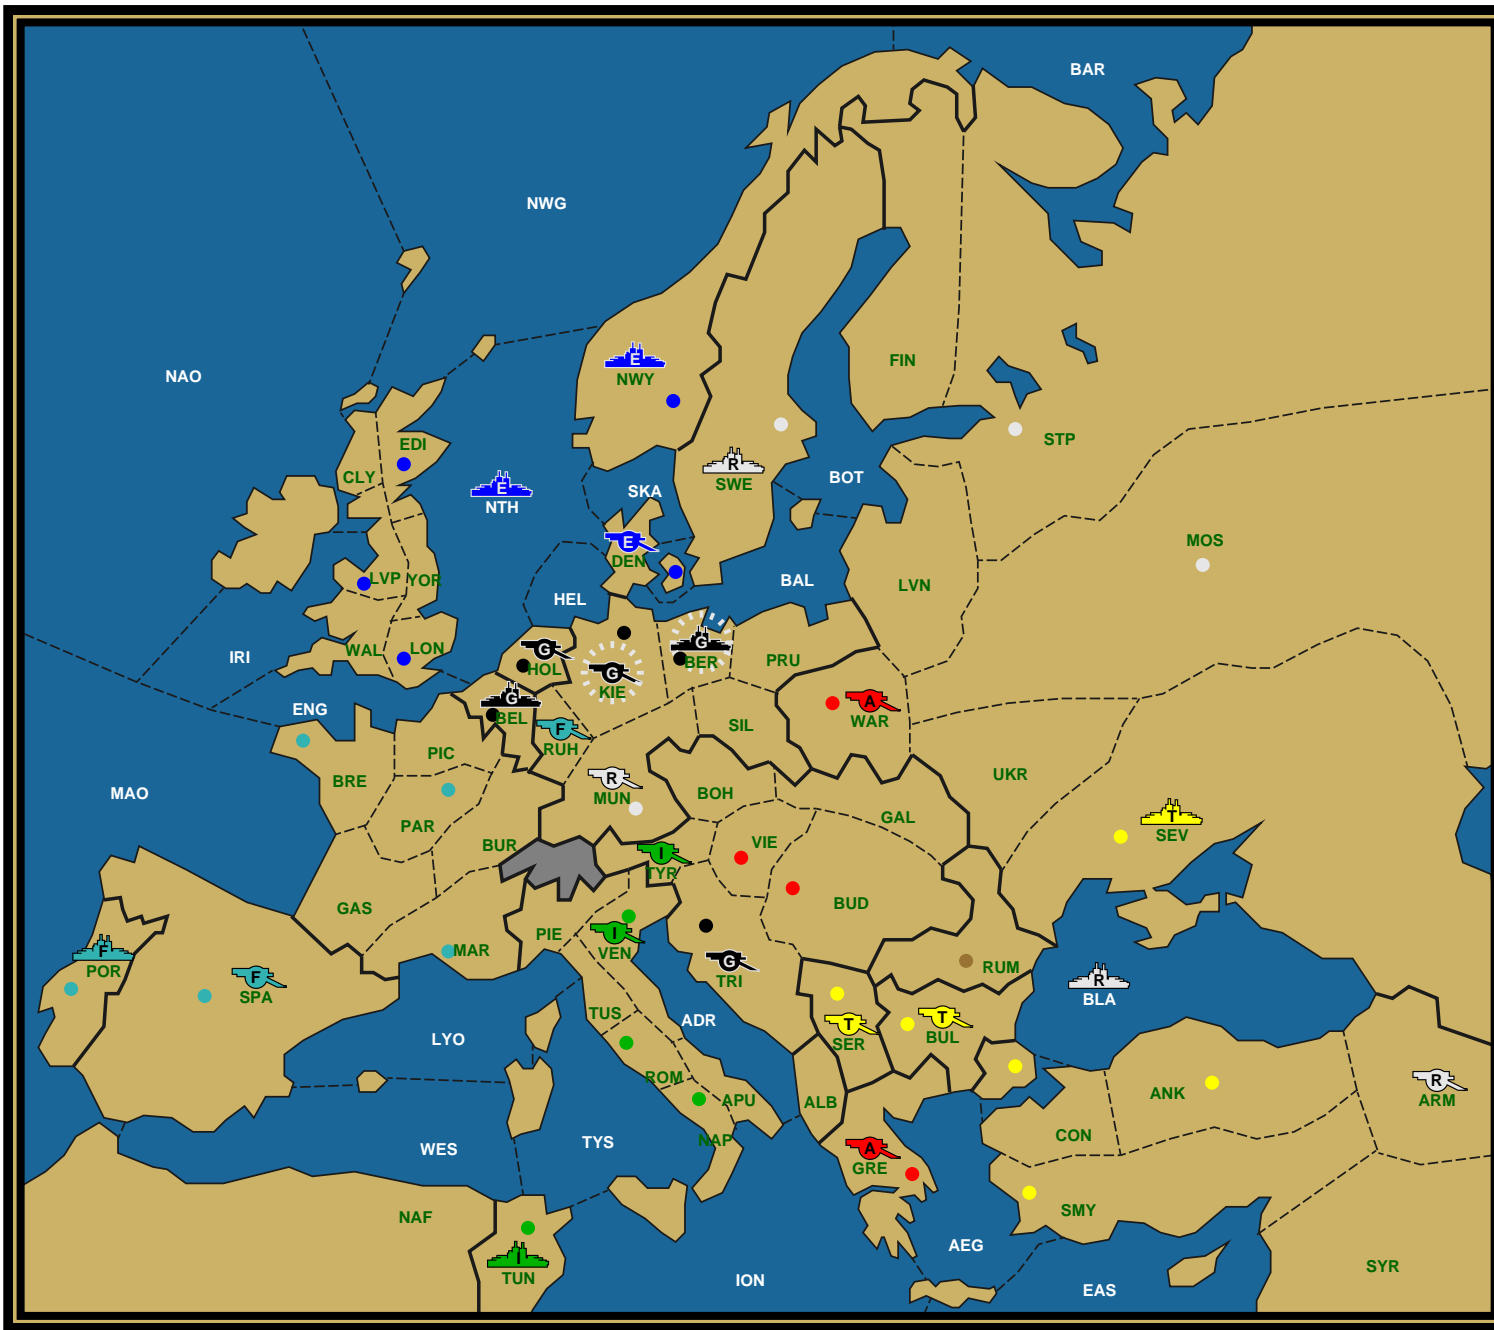 BAR
NWG
NAO
FIN
E
NWY
STP
EDI
CLY
R
SWE
BOT
SKA
E
NTH
MOS
E
DEN
BAL
LVN
LVP
YOR
HEL
IRI
WAL
LON
G
HOL
G
KIE
G
BER
PRU
ENG
G
BEL
F
RUH
SIL
A
WAR
PIC
BRE
UKR
MAO
R
MUN
BOH
PAR
GAL
T
SEV
BUR
VIE
I
TYR
BUD
GAS
PIE
I
VEN
MAR
F
POR
F
SPA
G
TRI
RUM
R
BLA
TUS
ADR
T
SER
T
BUL
LYO
ROM
APU
ALB
ANK
R
ARM
WES
TYS
NAP
CON
A
GRE
NAF
SMY
AEG
I
TUN
ION
EAS
SYR